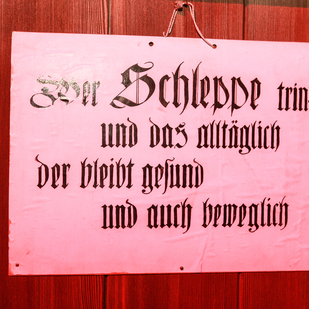 Wer Schleppe trin
und das alltäglich
der bleibt gesund
und auch beweglich